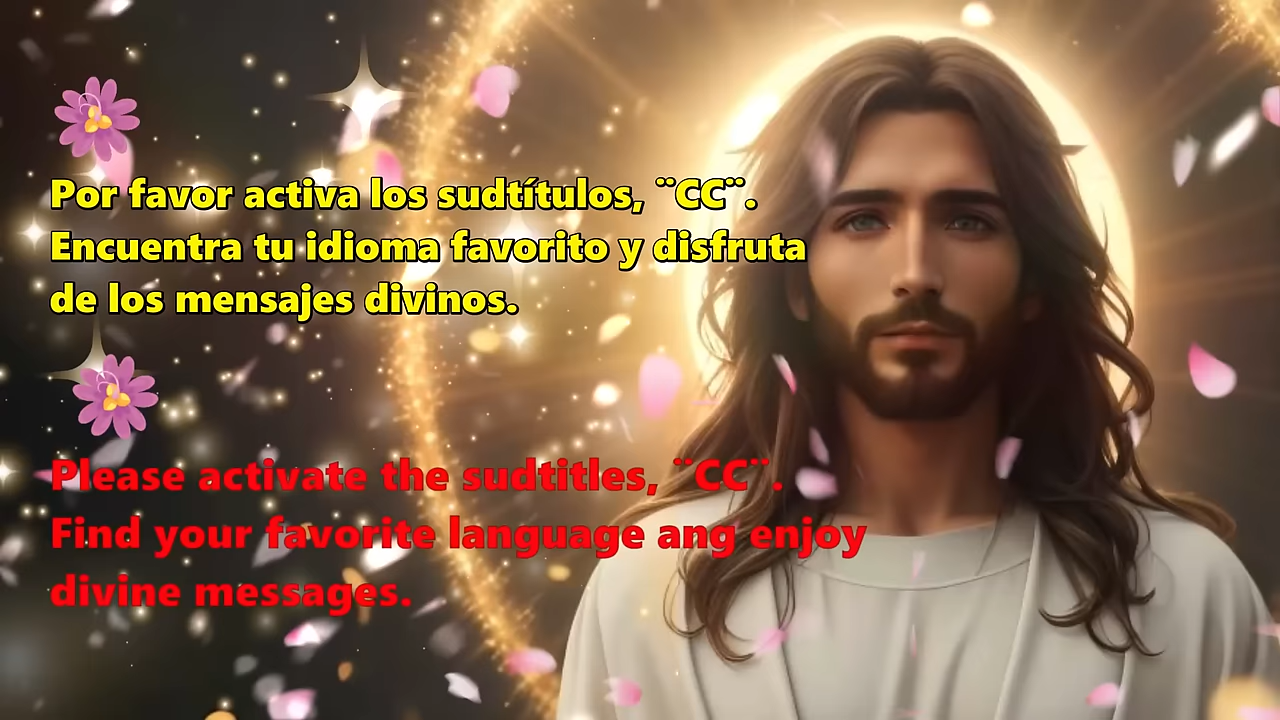 Por favor activa los sudtítulos, ¨CC¨.
Encuentra tu idioma favorito y disfruta
de los mensajes divinos.
Please activate the sudtitles, ¨CC¨.
Find your favorite language ang enjoy
divine messages.